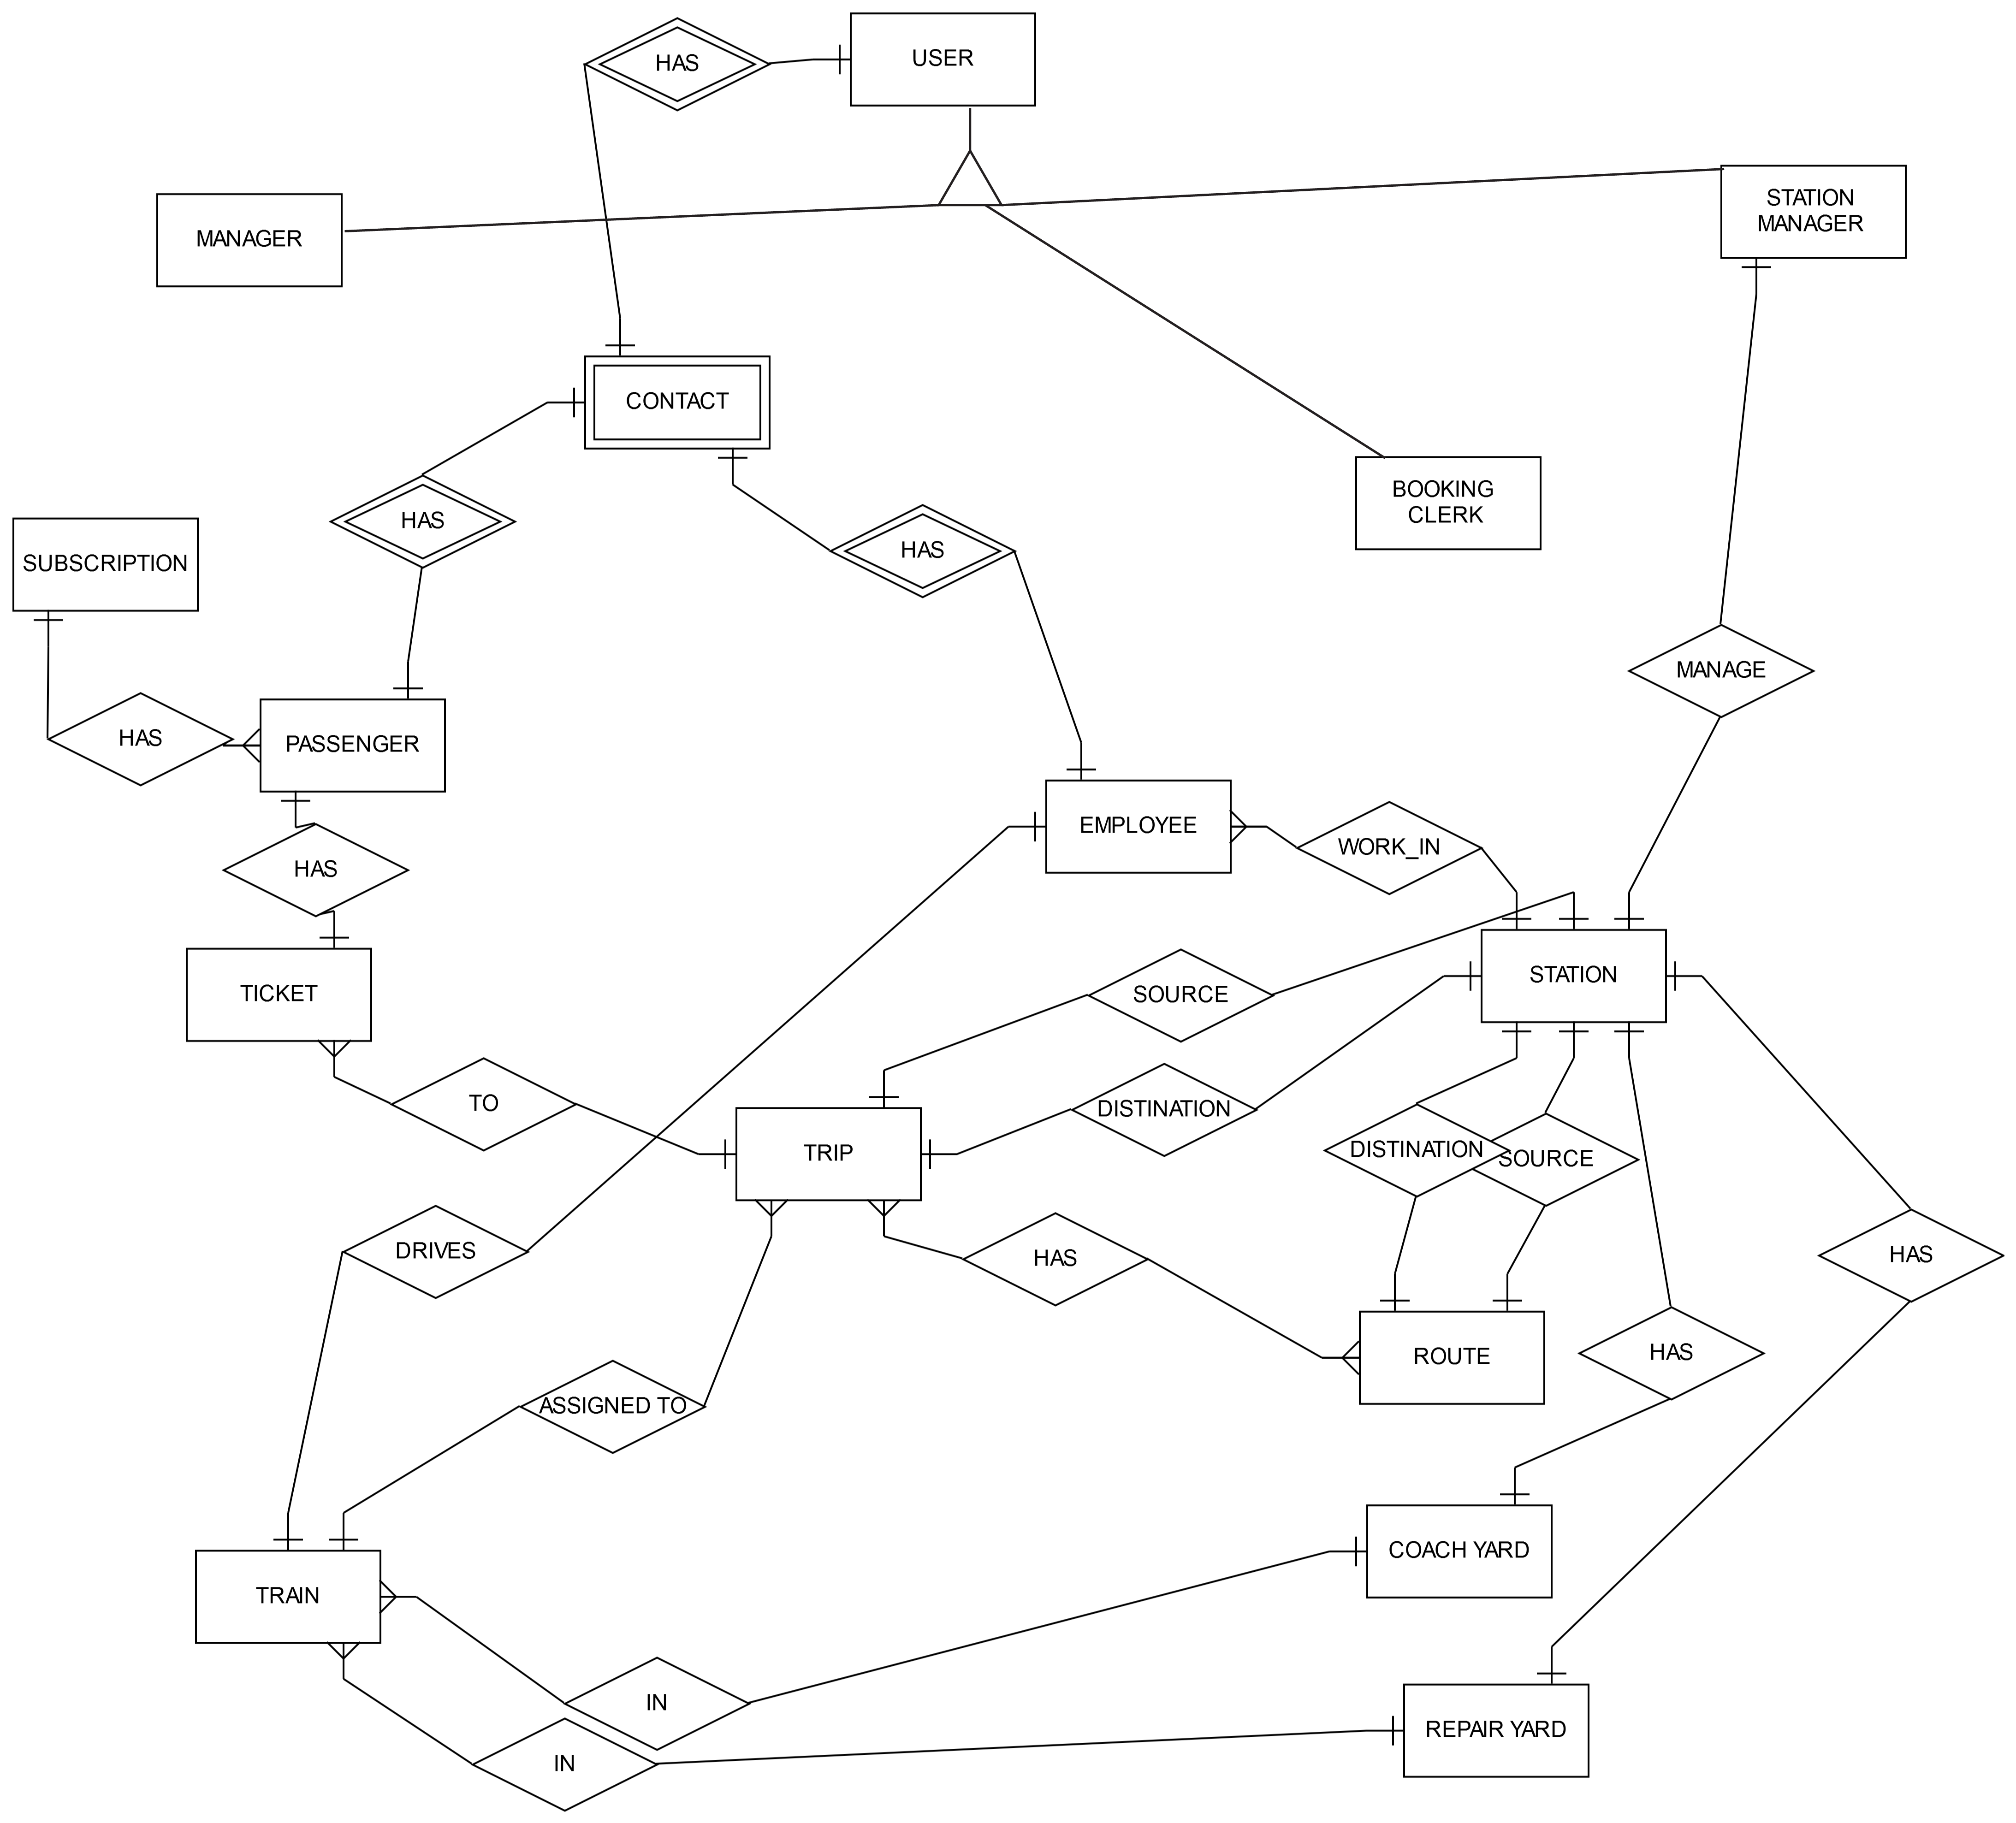 HAS
USER
MANAGER
STATION
MANAGER
CONTACT
BOOKING
CLERK
SUBSCRIPTION
HAS
HAS
MANAGE
HAS
PASSENGER
EMPLOYEE
WORK_IN
HAS
TICKET
SOURCE
STATION
TO
DISTINATION
TRIP
DISTINATION
SOURCE
DRIVES
HAS
HAS
ROUTE
HAS
ASSIGNED TO
COACH YARD
TRAIN
IN
REPAIR YARD
IN